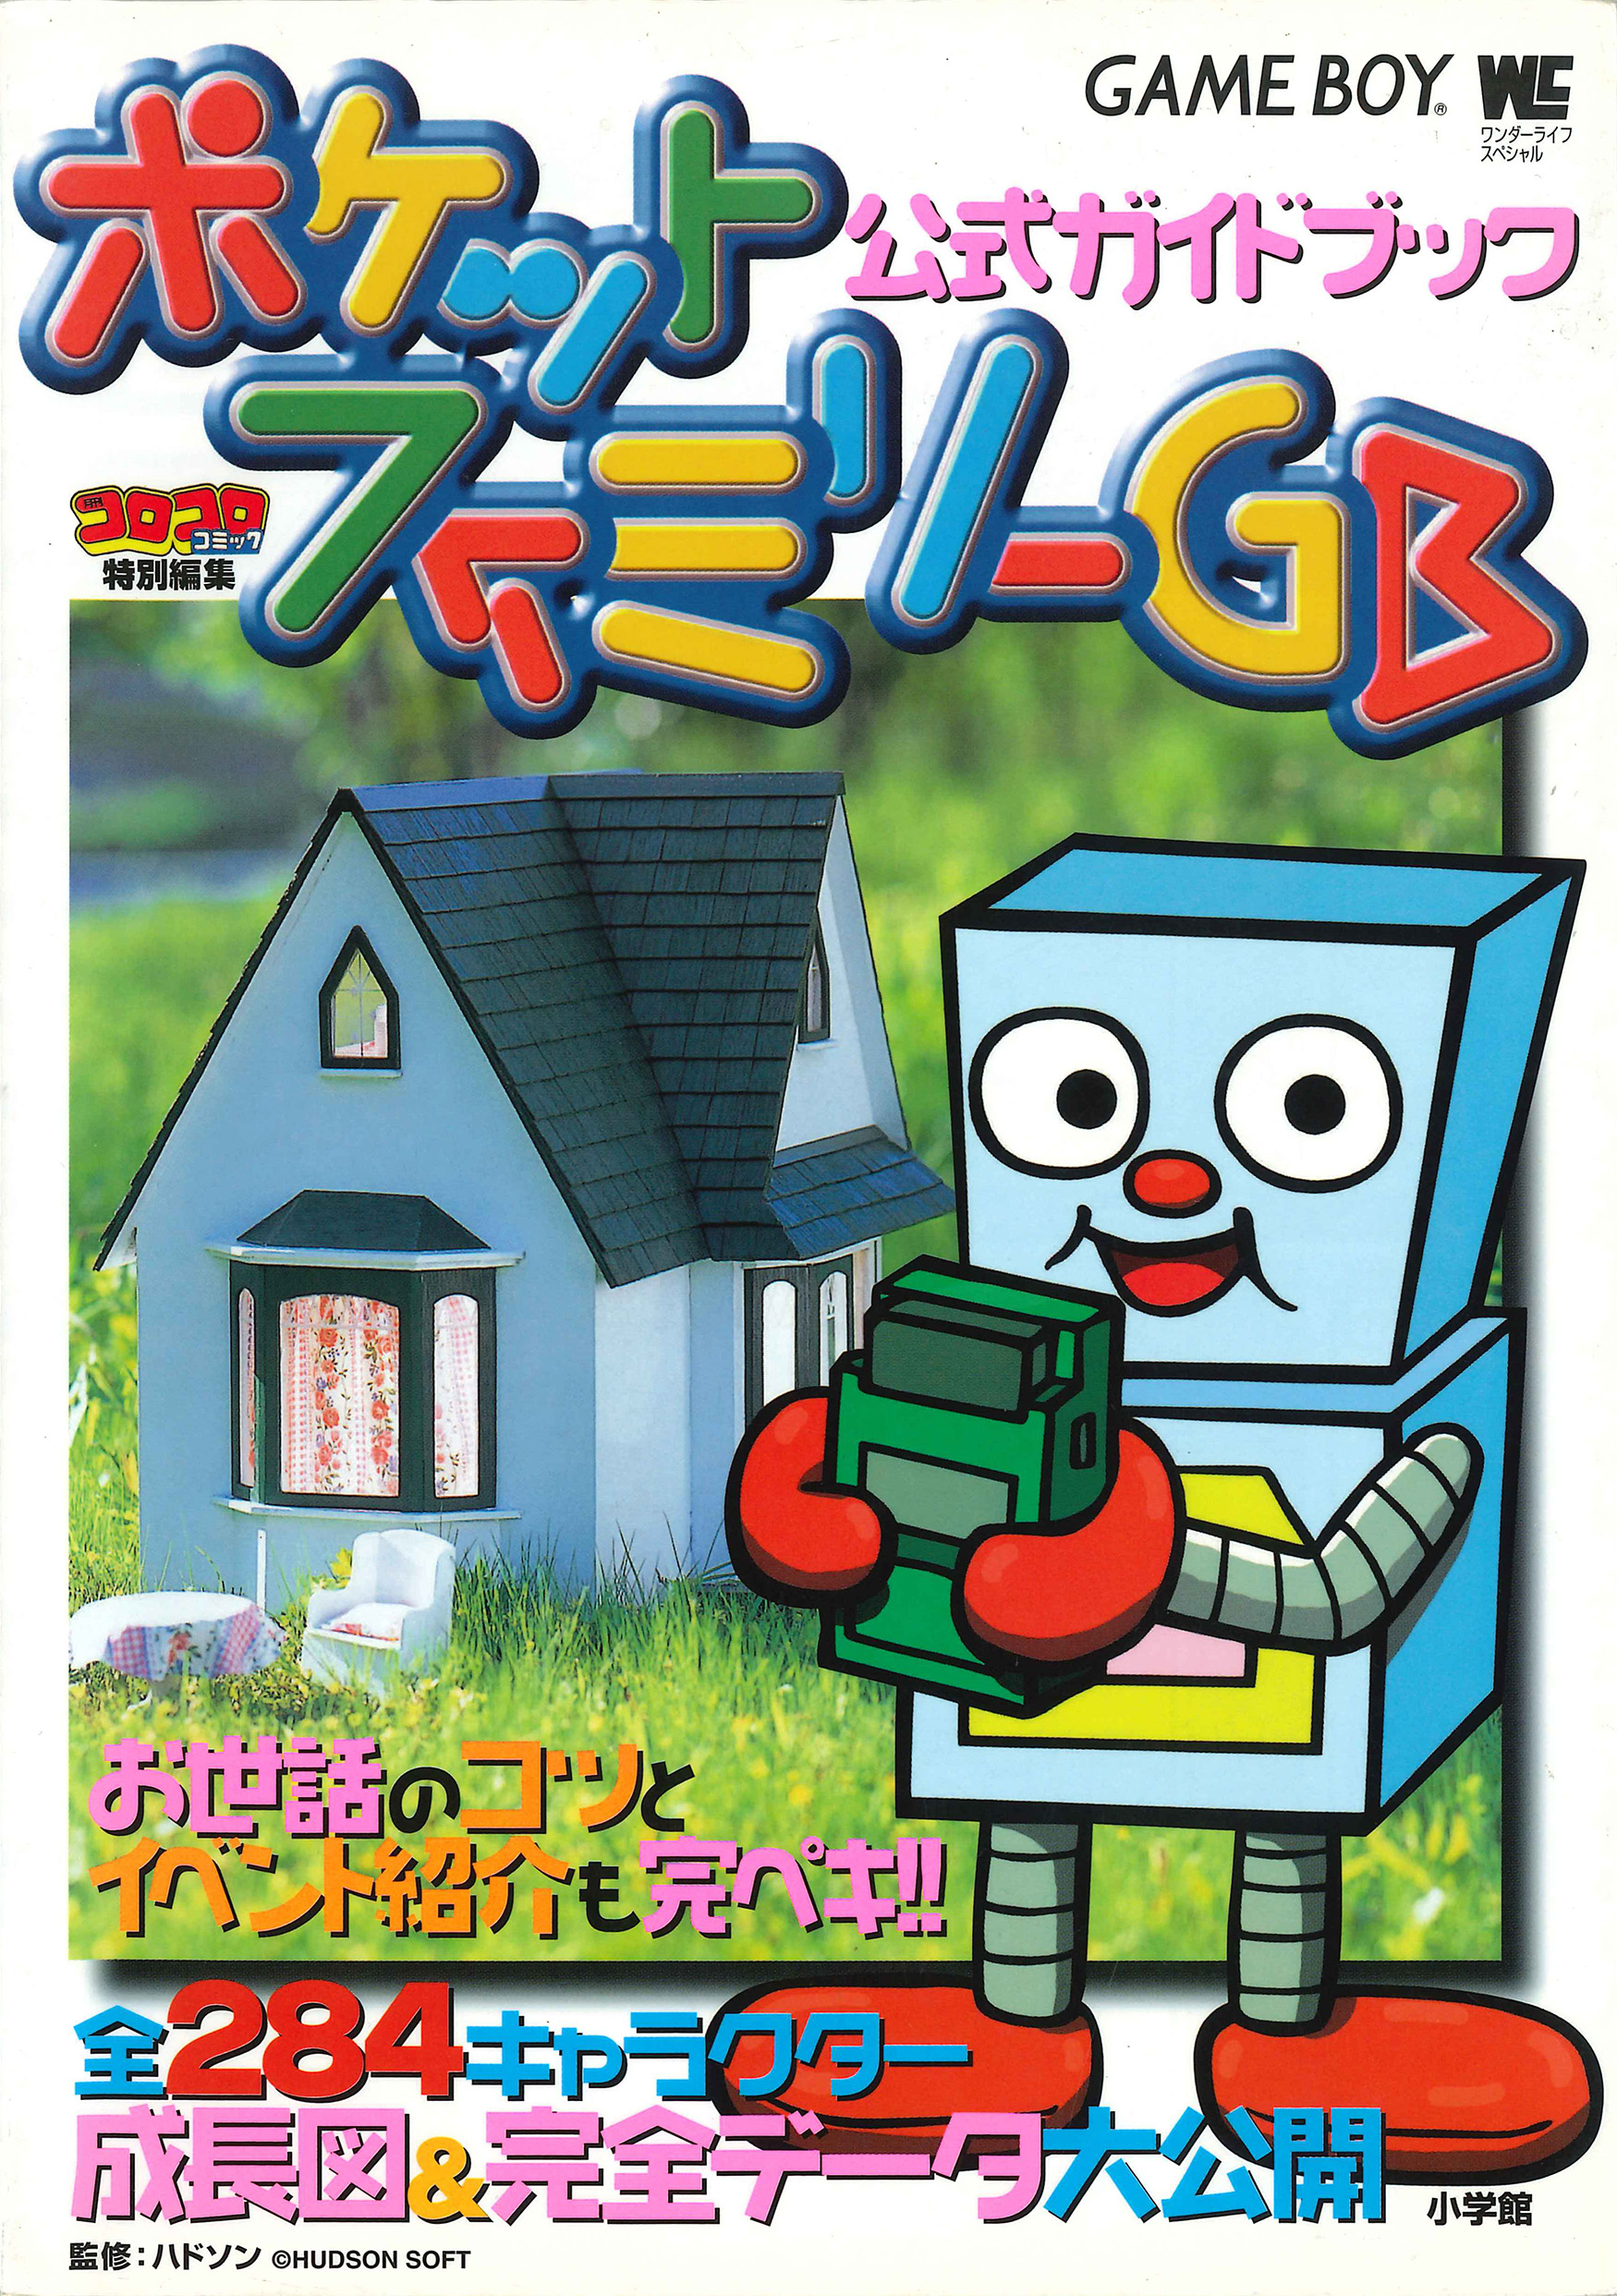 GAME BOY®
WLC
ワンダーライフ
スペシャル
ポケット
公式ガイドブック
ファミリーGB
月刊
コロコロ
コミック
特別編集
お世話のコツと
イベント紹介も完ペキ!!
全284キャラクター
成長図&完全データ大公開
小学館
監修:ハドソン ©HUDSON SOFT